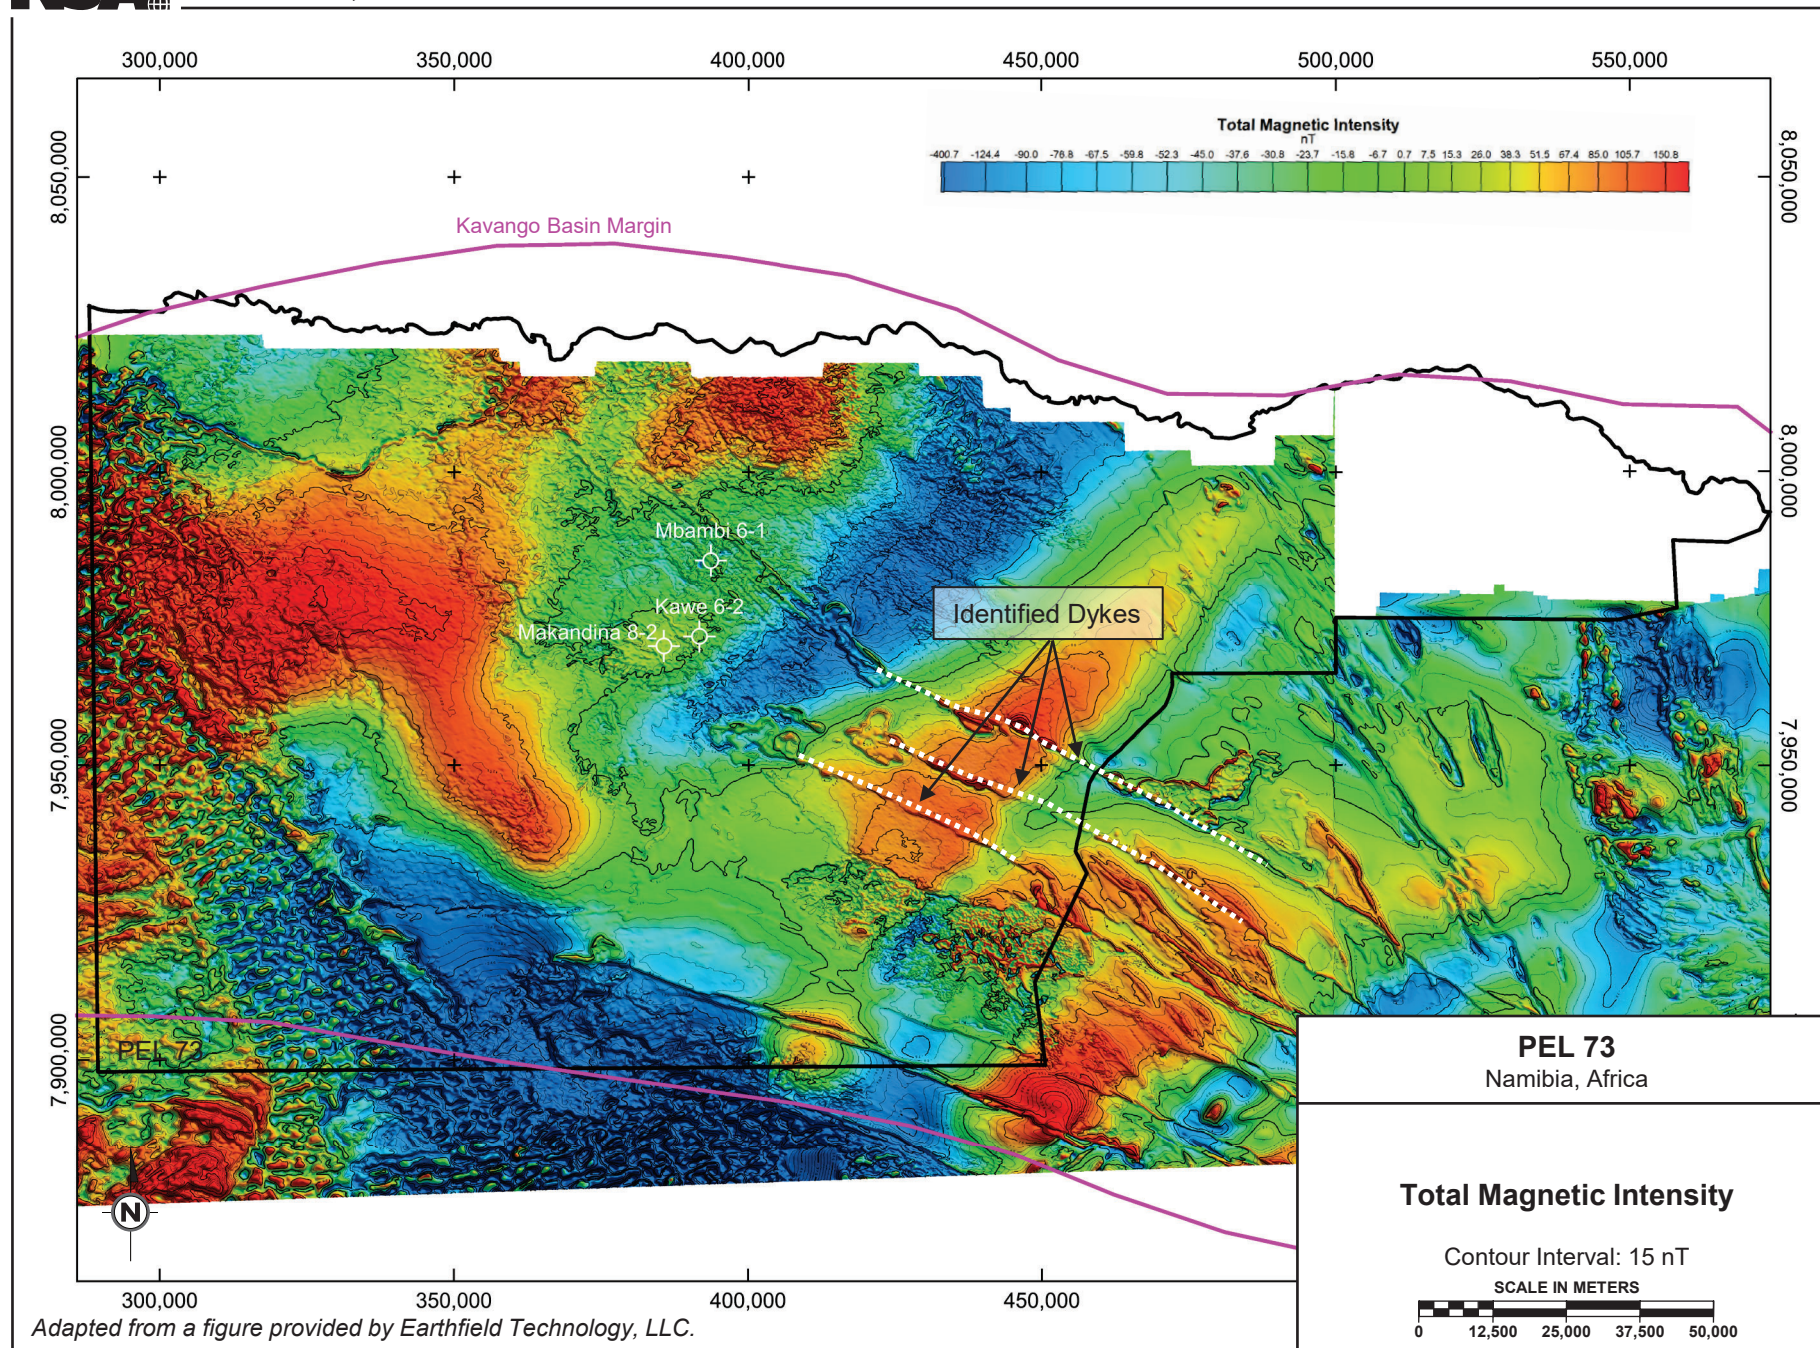 NSAI
300,000 350,000 400,000 450,000 500,000 550,000
Total Magnetic Intensity
nT
-400.7 -124.4 -90.0 -76.8 -67.5 -59.8 -52.3 -45.0 -37.6 -30.8 -23.7 -15.8 -6.7 0.7 7.5 15.3 26.0 38.3 51.5 67.4 85.0 105.7 150.8
8,050,000
8,050,000
Kavango Basin Margin
8,000,000
8,000,000
Mbambi 6-1
Kawe 6-2
Makandina 8-2
Identified Dykes
7,950,000
7,950,000
7,900,000
PEL 73
N
PEL 73
Namibia, Africa
Total Magnetic Intensity
Contour Interval: 15 nT
SCALE IN METERS
0 12,500 25,000 37,500 50,000
300,000 350,000 400,000 450,000
Adapted from a figure provided by Earthfield Technology, LLC.